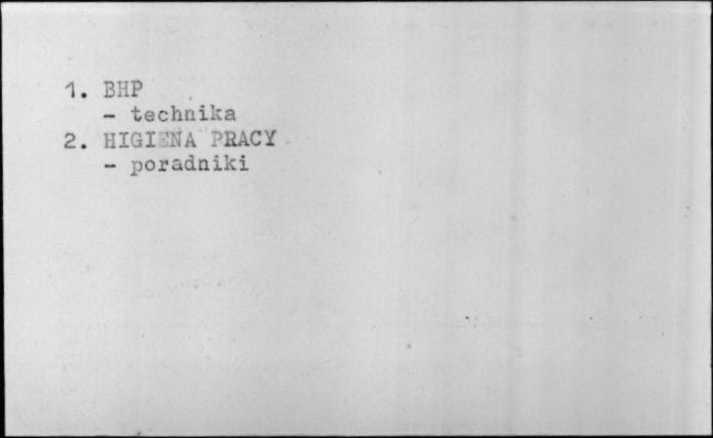 1. BHP
- technika
2. HIGIENA PRACY
- poradniki